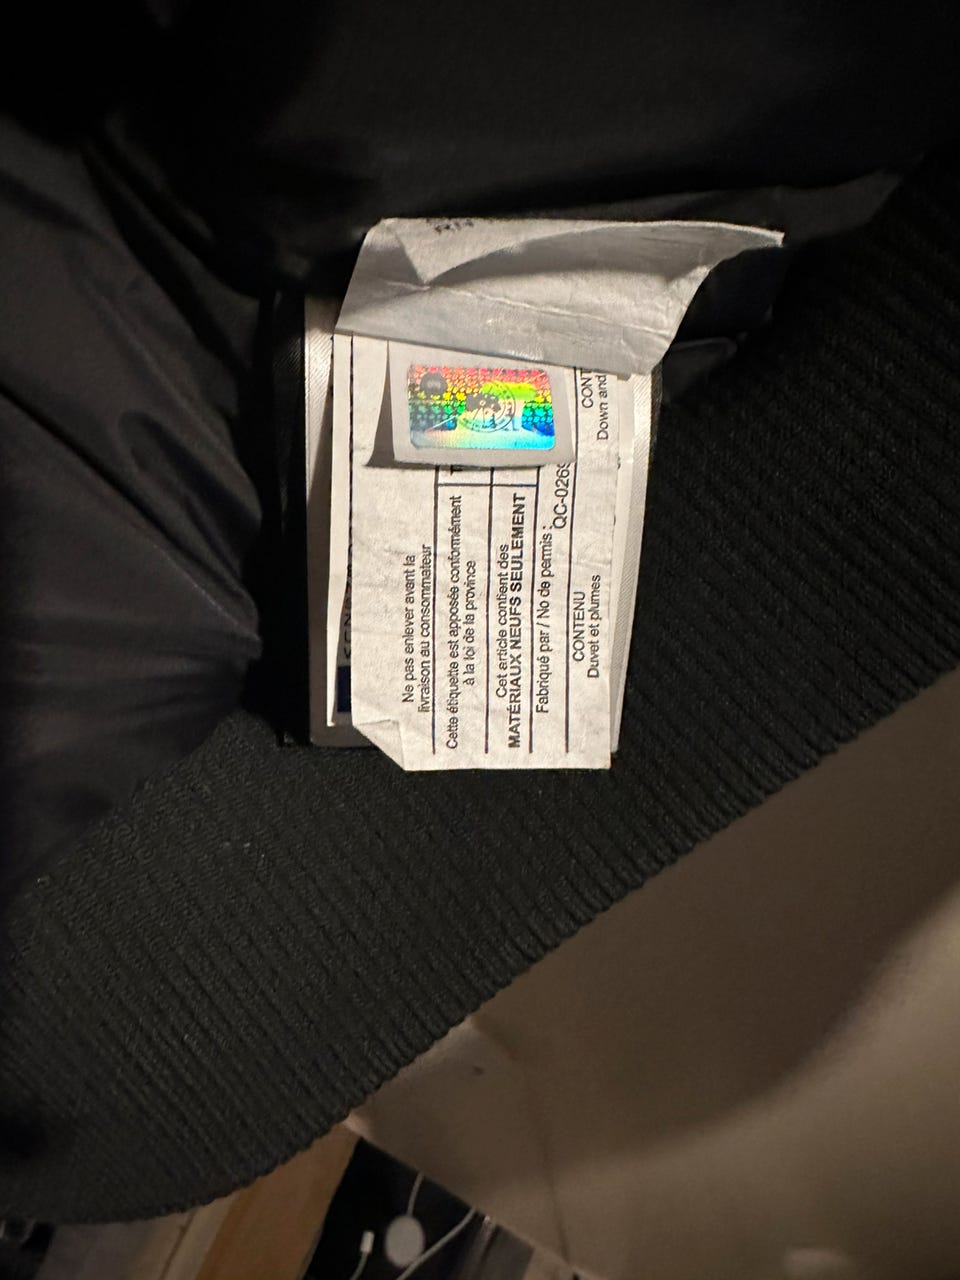 Ne pas enlever avant la
livraison au consommateur
Cette étiquette est apposée conformément
à la loi de la province
Cet article contient des
MATÉRIAUX NEUFS SEULEMENT
Fabriqué par / No de permis :
QC-026
CONTENU
Duvet et plumes
CONT
Down and